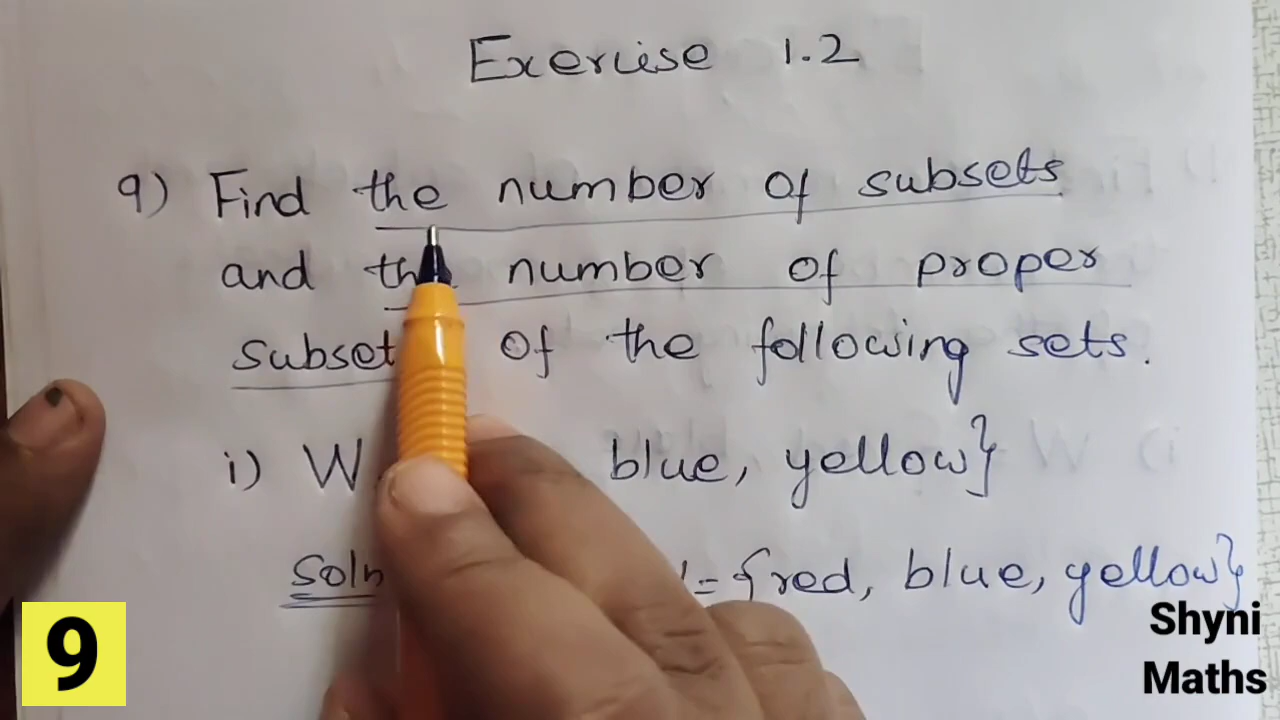 Exercise 1.2
9) Find the number of subsets
and the number of proper
subset of the following sets.
i) W blue, yellow}
Soln = {red, blue, yellow}
9
Shyni
Maths